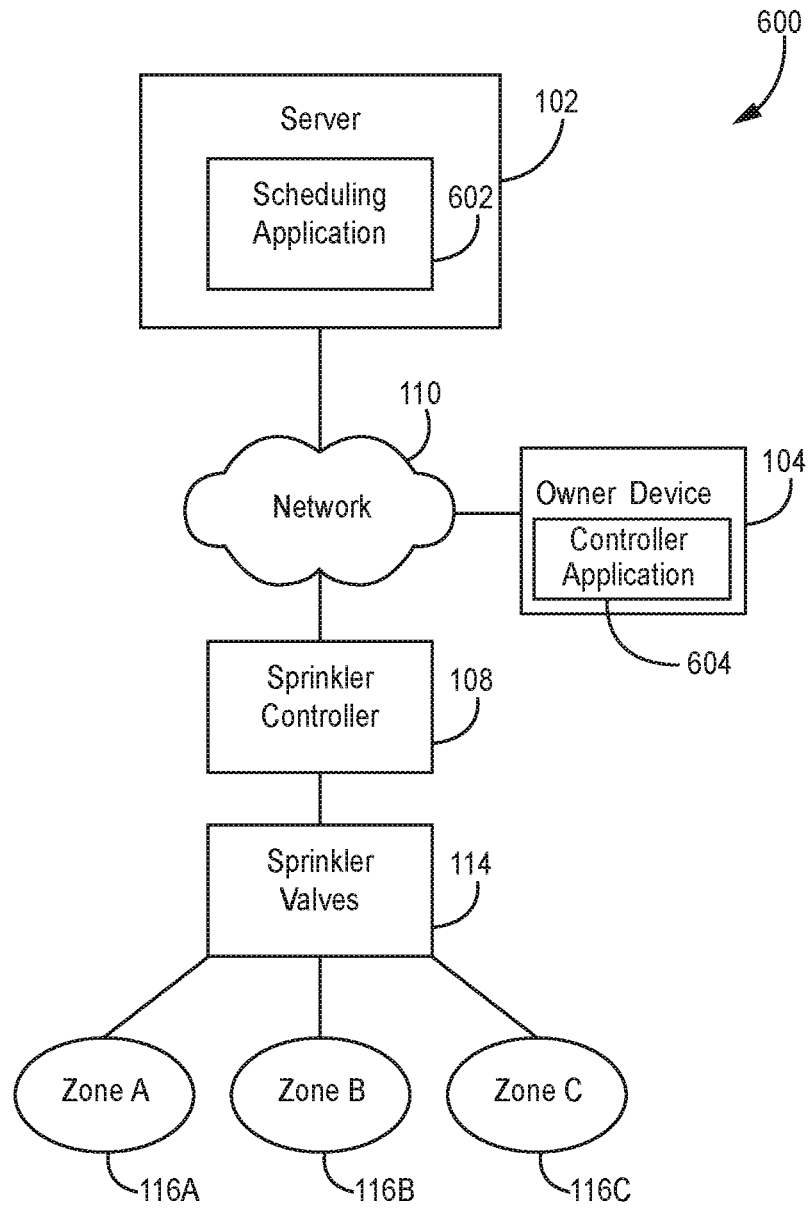 600
Server
102
Scheduling
Application
602
110
Network
104
Owner Device
Controller
Application
604
Sprinkler
Controller
108
Sprinkler
Valves
114
Zone A
Zone B
Zone C
116A
116B
116C